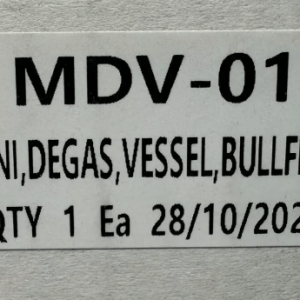 MDV-01
NI,DEGAS,VESSEL,BULLF
QTY 1 Ea 28/10/202